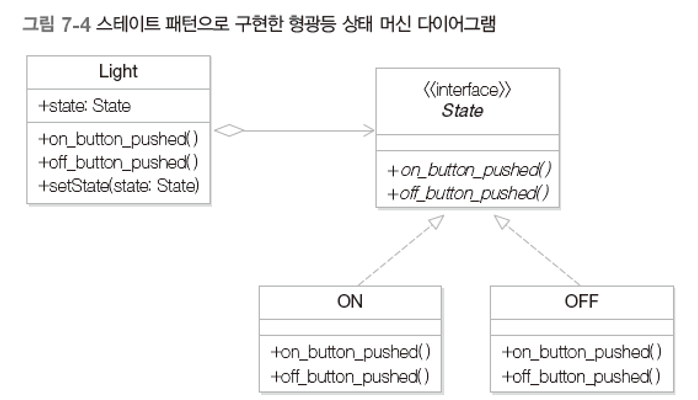 그림 7-4 스테이트 패턴으로 구현한 형광등 상태 머신 다이어그램
Light
+state: State
+on_button_pushed()
+off_button_pushed()
+setState(state: State)
《interface》
State
+on_button_pushed()
+off_button_pushed()
ON
+on_button_pushed()
+off_button_pushed()
OFF
+on_button_pushed()
+off_button_pushed()